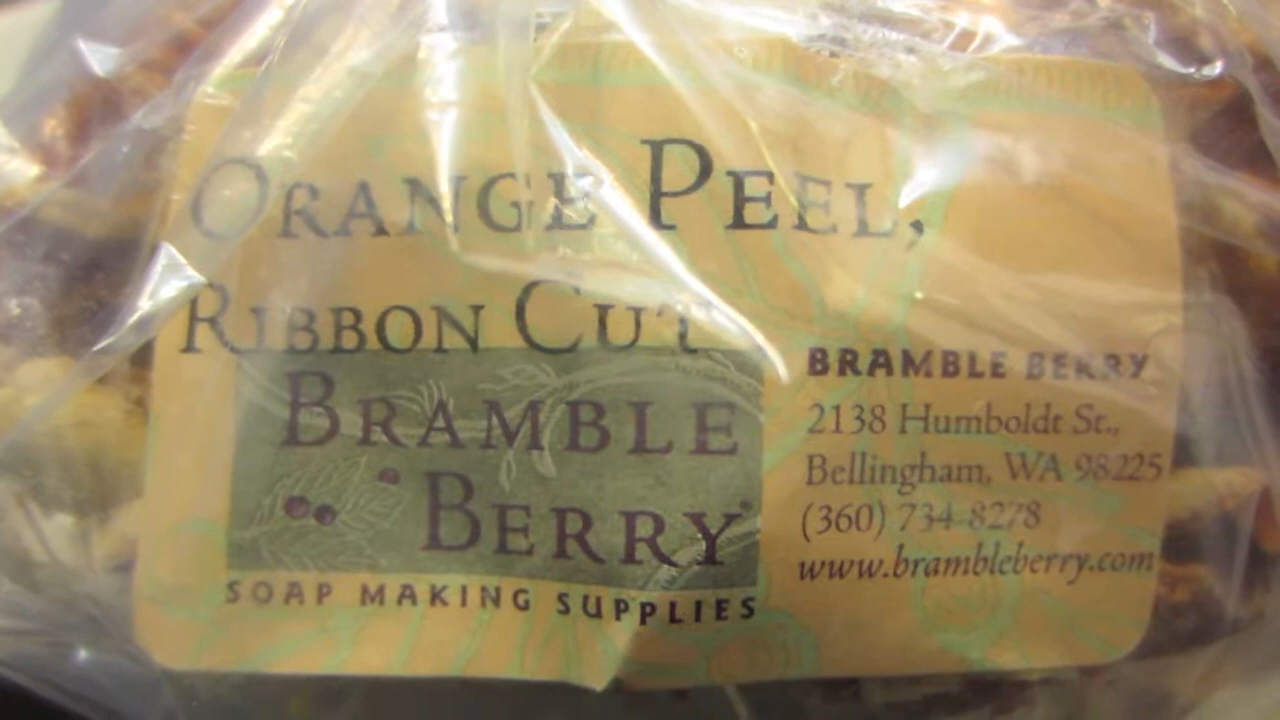 ORANGE PEEL,
RIBBON CUT
BRAMBLE
BERRY®
SOAP MAKING SUPPLIES
BRAMBLE BERRY
2138 Humboldt St.,
Bellingham, WA 98225
(360) 734-8278
www.brambleberry.com